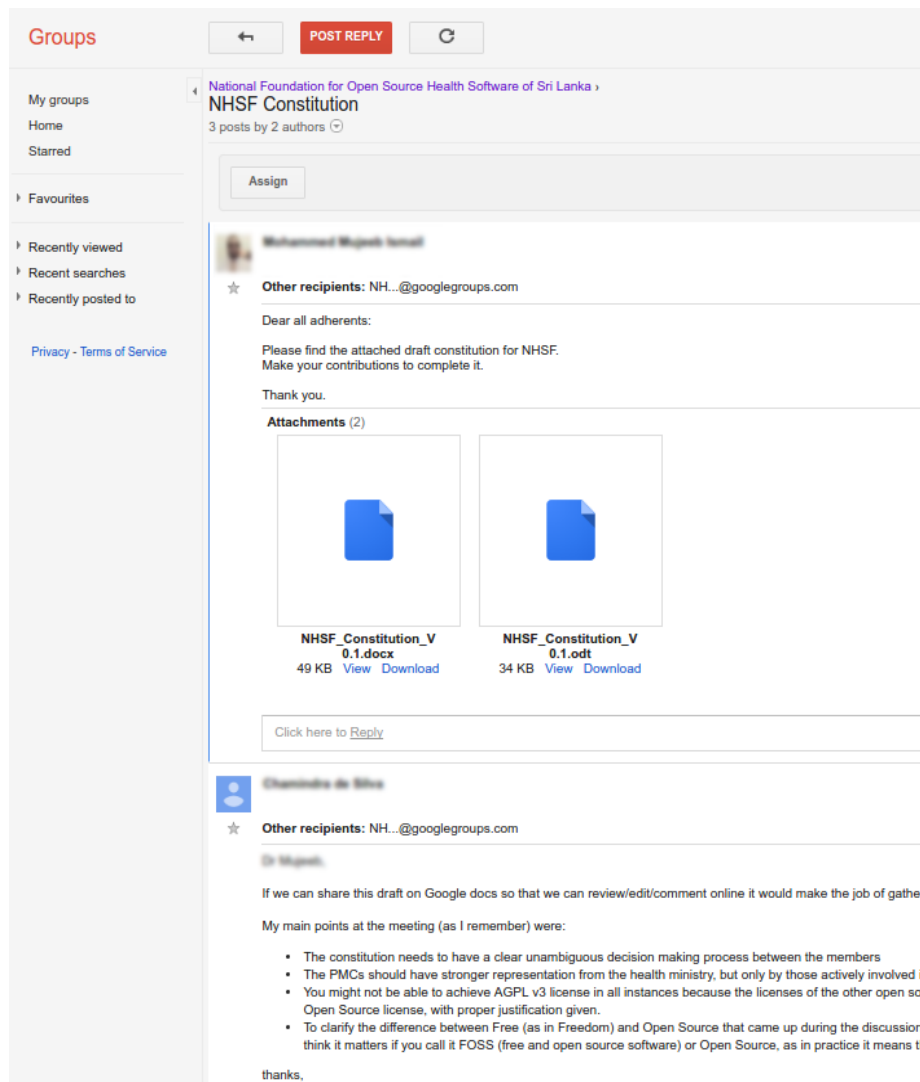 Groups
POST REPLY
My groups
Home
Starred
Favourites
Recently viewed
Recent searches
Recently posted to
Privacy - Terms of Service
National Foundation for Open Source Health Software of Sri Lanka ›
NHSF Constitution
3 posts by 2 authors
Assign
Other recipients: NH...@googlegroups.com
Dear all adherents:
Please find the attached draft constitution for NHSF.
Make your contributions to complete it.
Thank you.
Attachments (2)
NHSF_Constitution_V
0.1.docx
49 KB View Download
NHSF_Constitution_V
0.1.odt
34 KB View Download
Click here to Reply
Other recipients: NH...@googlegroups.com
If we can share this draft on Google docs so that we can review/edit/comment online it would make the job of gathe
My main points at the meeting (as I remember) were:
• The constitution needs to have a clear unambiguous decision making process between the members
• The PMCs should have stronger representation from the health ministry, but only by those actively involved i
• You might not be able to achieve AGPL v3 license in all instances because the licenses of the other open so
Open Source license, with proper justification given.
• To clarify the difference between Free (as in Freedom) and Open Source that came up during the discussion
think it matters if you call it FOSS (free and open source software) or Open Source, as in practice it means t
thanks,